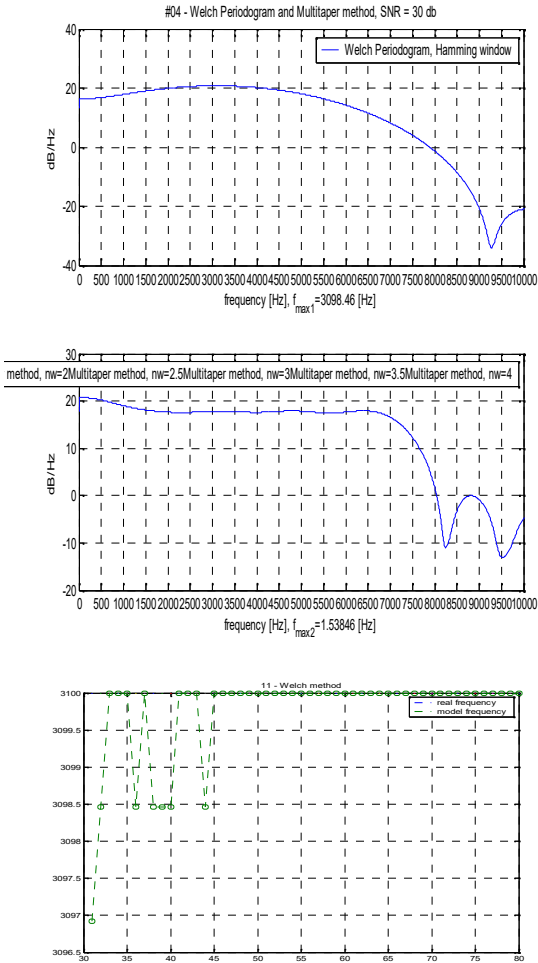 #04 - Welch Periodogram and Multitaper method, SNR = 30 db
40
Welch Periodogram, Hamming window
20
0
-20
-40
dB/Hz
0 500 1000 1500 2000 2500 3000 3500 4000 4500 5000 5500 6000 6500 7000 7500 8000 8500 9000 9500 10000
frequency [Hz], fmax1=3098.46 [Hz]
30
method, nw=2Multitaper method, nw=2.5Multitaper method, nw=3Multitaper method, nw=3.5Multitaper method, nw=4
20
10
0
-10
-20
dB/Hz
0 500 1000 1500 2000 2500 3000 3500 4000 4500 5000 5500 6000 6500 7000 7500 8000 8500 9000 9500 10000
frequency [Hz], fmax2=1.53846 [Hz]
11 - Welch method
3100
real frequency
model frequency
3099.5
3099
3098.5
3098
3097.5
3097
3096.5
30 35 40 45 50 55 60 65 70 75 80